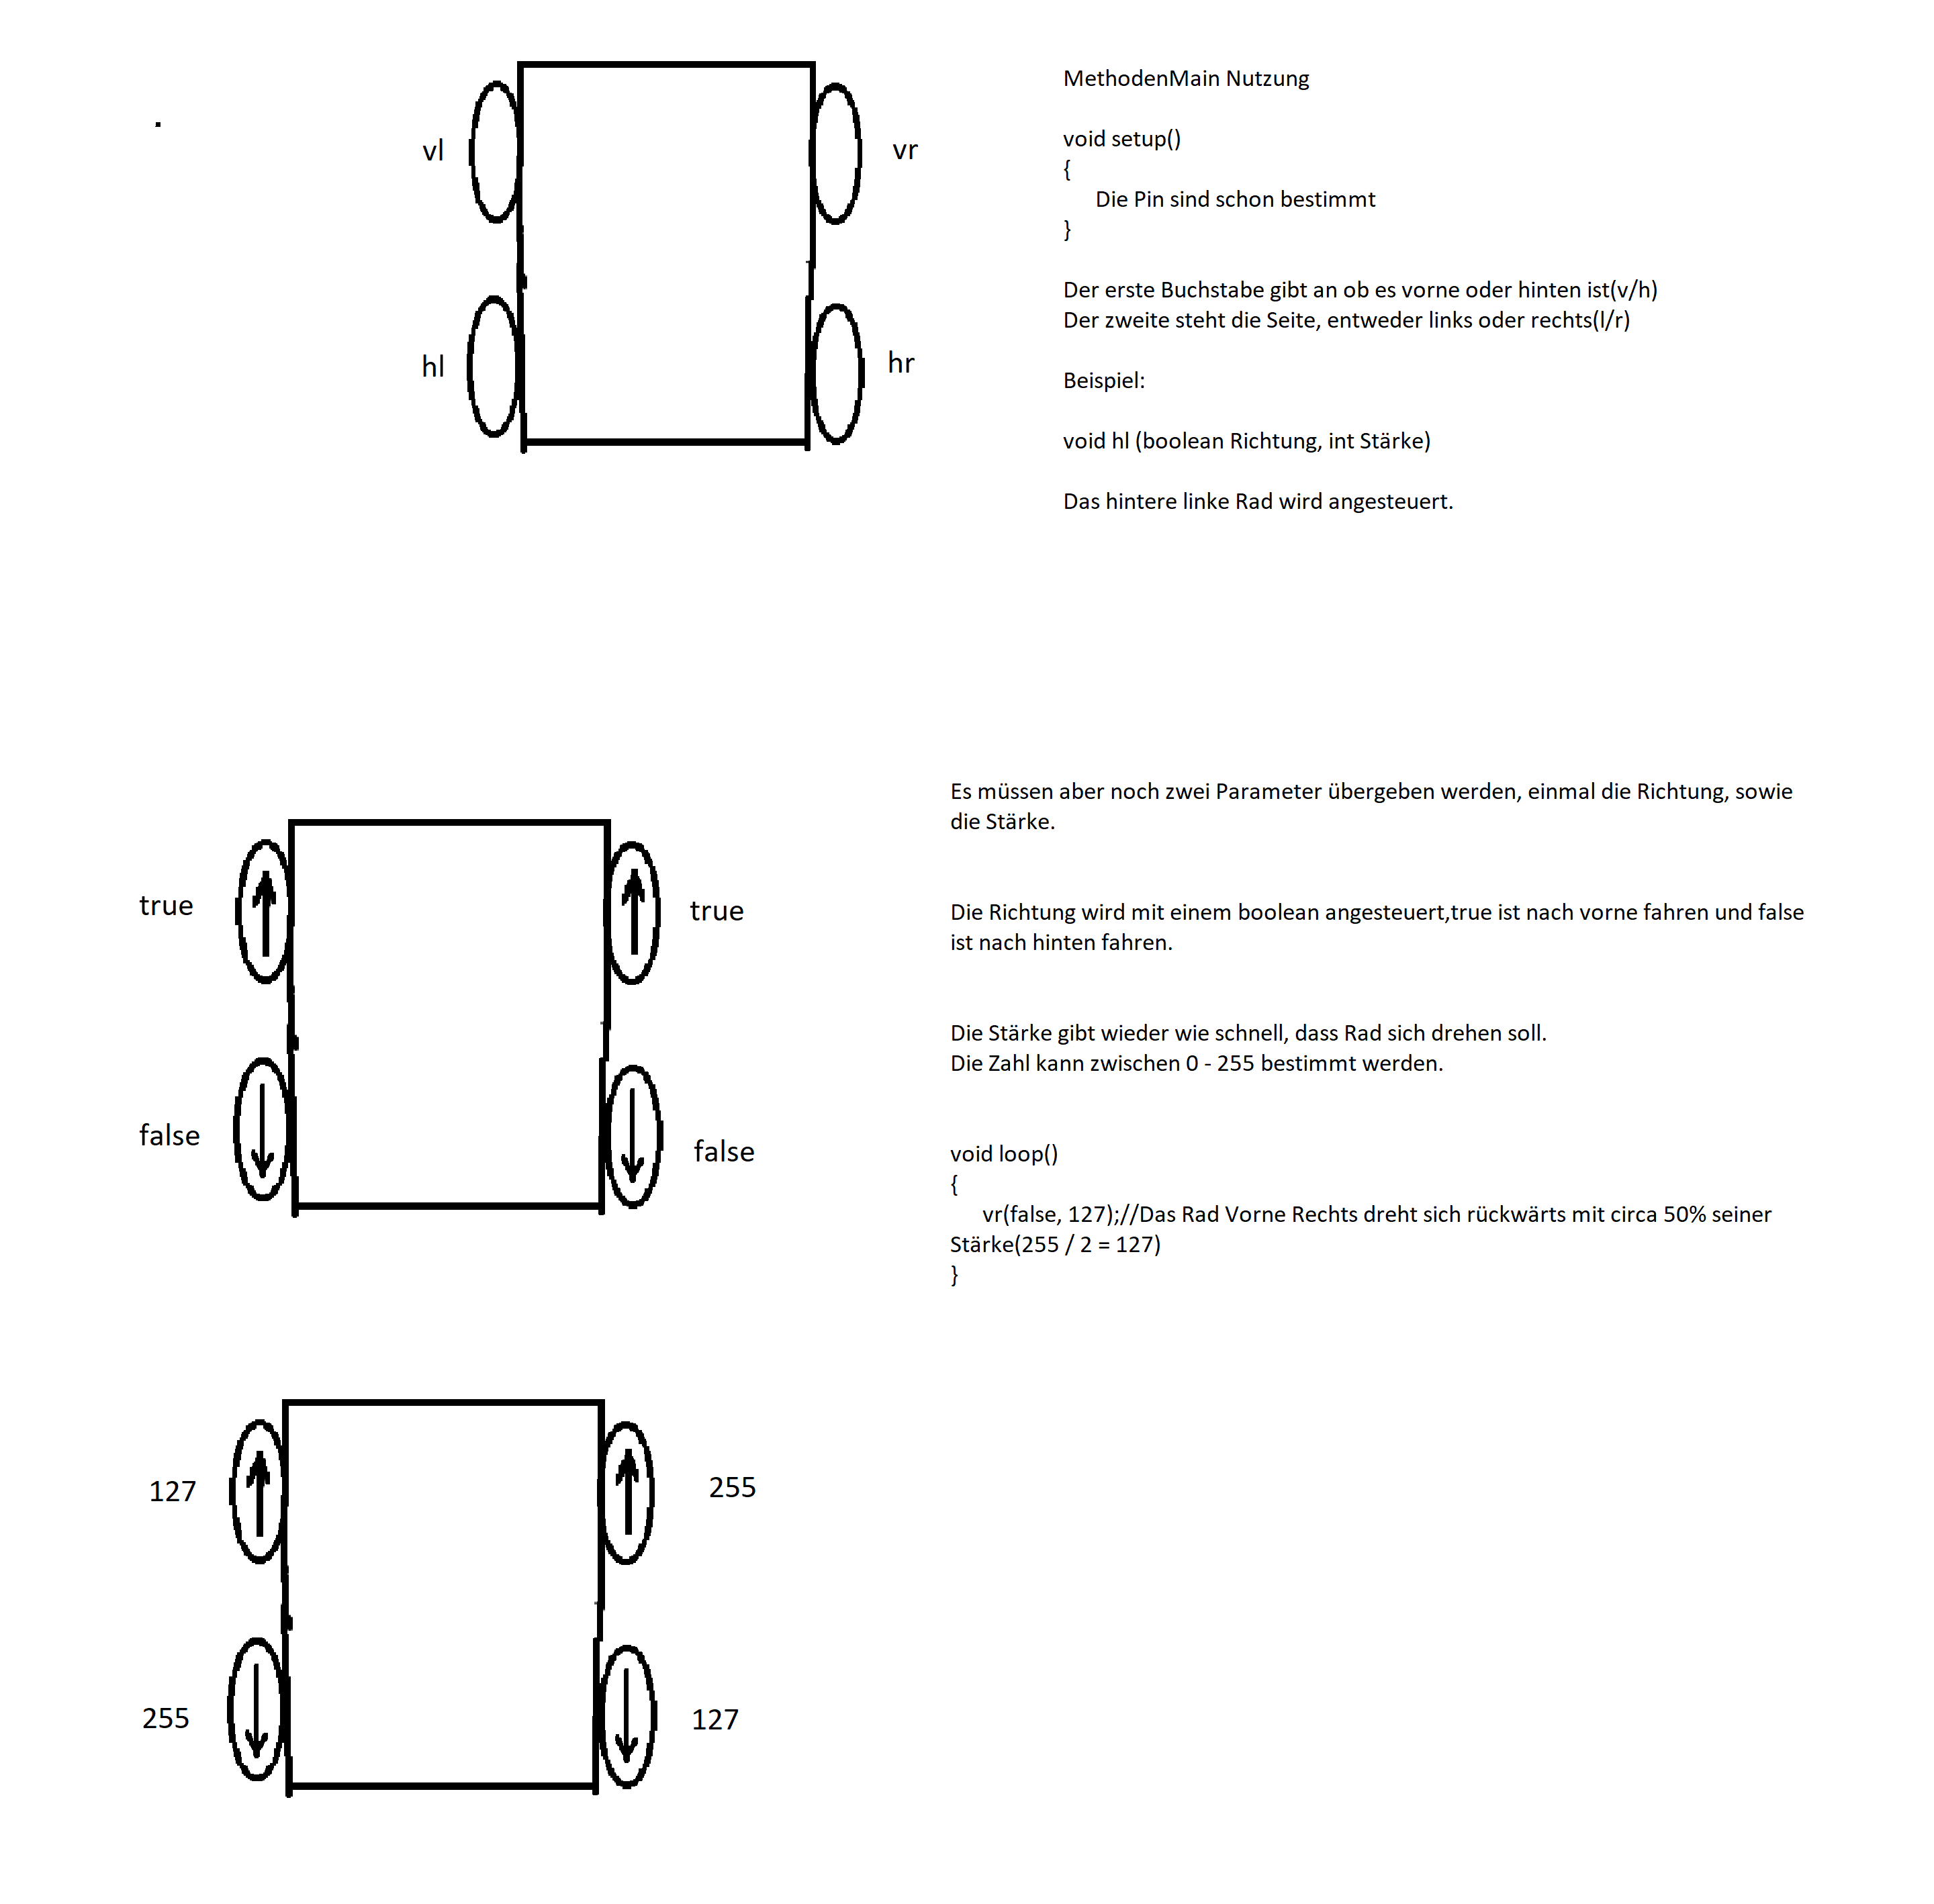 MethodenMain Nutzung
void setup()
{
Die Pin sind schon bestimmt
}
Der erste Buchstabe gibt an ob es vorne oder hinten ist(v/h)
Der zweite steht die Seite, entweder links oder rechts(l/r)
Beispiel:
void hl (boolean Richtung, int Stärke)
Das hintere linke Rad wird angesteuert.
vl
vr
hl
hr
Es müssen aber noch zwei Parameter übergeben werden, einmal die Richtung, sowie
die Stärke.
Die Richtung wird mit einem boolean angesteuert,true ist nach vorne fahren und false
ist nach hinten fahren.
Die Stärke gibt wieder wie schnell, dass Rad sich drehen soll.
Die Zahl kann zwischen 0 - 255 bestimmt werden.
void loop()
{
vr(false, 127);//Das Rad Vorne Rechts dreht sich rückwärts mit circa 50% seiner
Stärke(255 / 2 = 127)
}
true
true
false
false
127
255
255
127